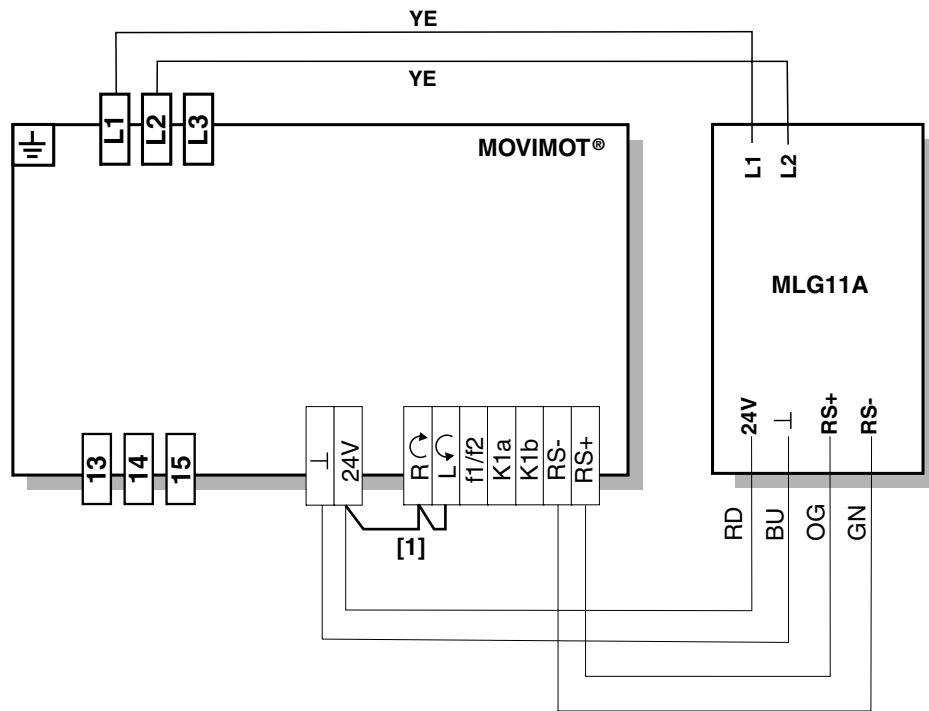 YE
YE
L1
L2
L3
MOVIMOT®
L1
L2
MLG11A
24V
RS+
RS-
24V
R
L
f1/f2
K1a
K1b
RS-
RS+
13
14
15
[1]
RD
BU
OG
GN